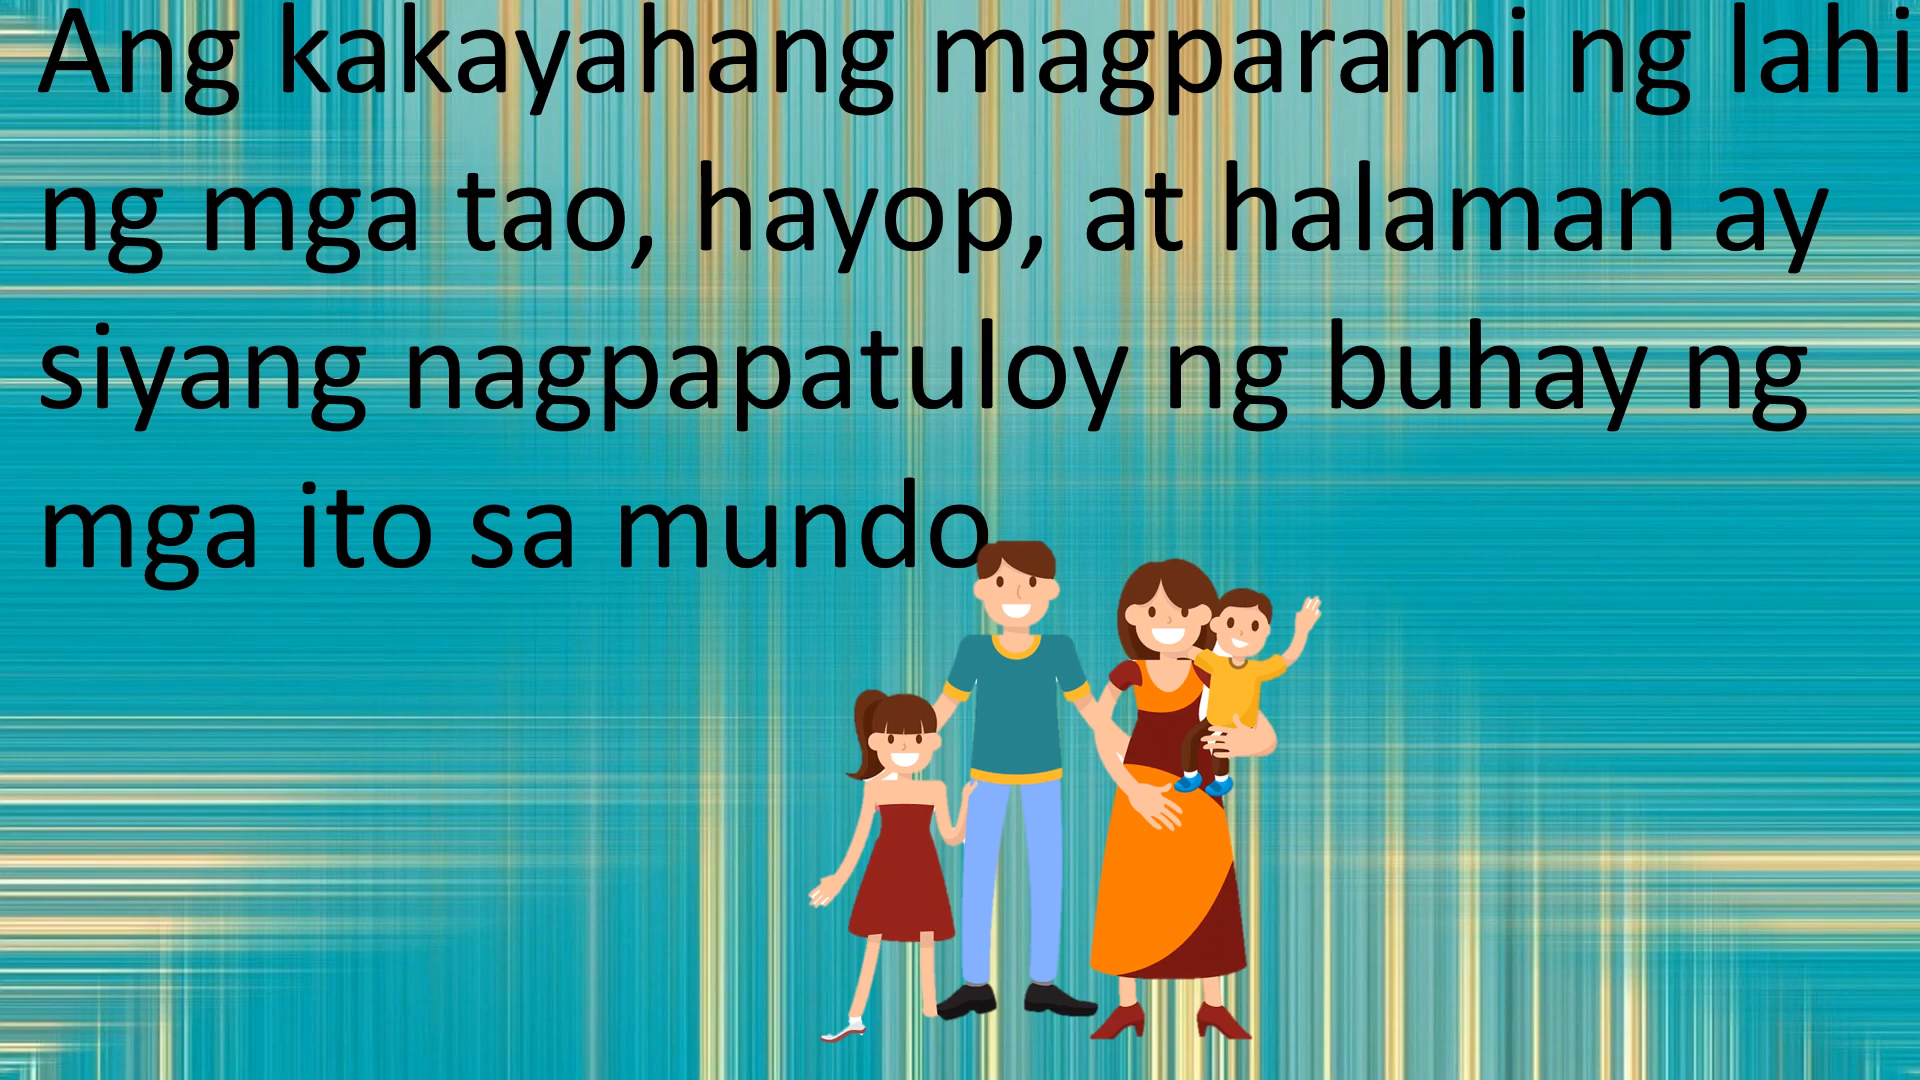 Ang kakayahang magparami ng lahi
ng mga tao, hayop, at halaman ay
siyang nagpapatuloy ng buhay ng
mga ito sa mundo